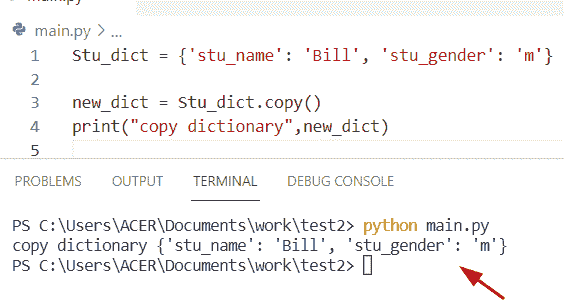 main.py
main.py > ...
1 Stu_dict = {'stu_name': 'Bill', 'stu_gender': 'm'}
2
3 new_dict = Stu_dict.copy()
4 print("copy dictionary",new_dict)
5
PROBLEMS OUTPUT TERMINAL DEBUG CONSOLE
PS C:\Users\ACER\Documents\work\test2> python main.py
copy dictionary {'stu_name': 'Bill', 'stu_gender': 'm'}
PS C:\Users\ACER\Documents\work\test2>